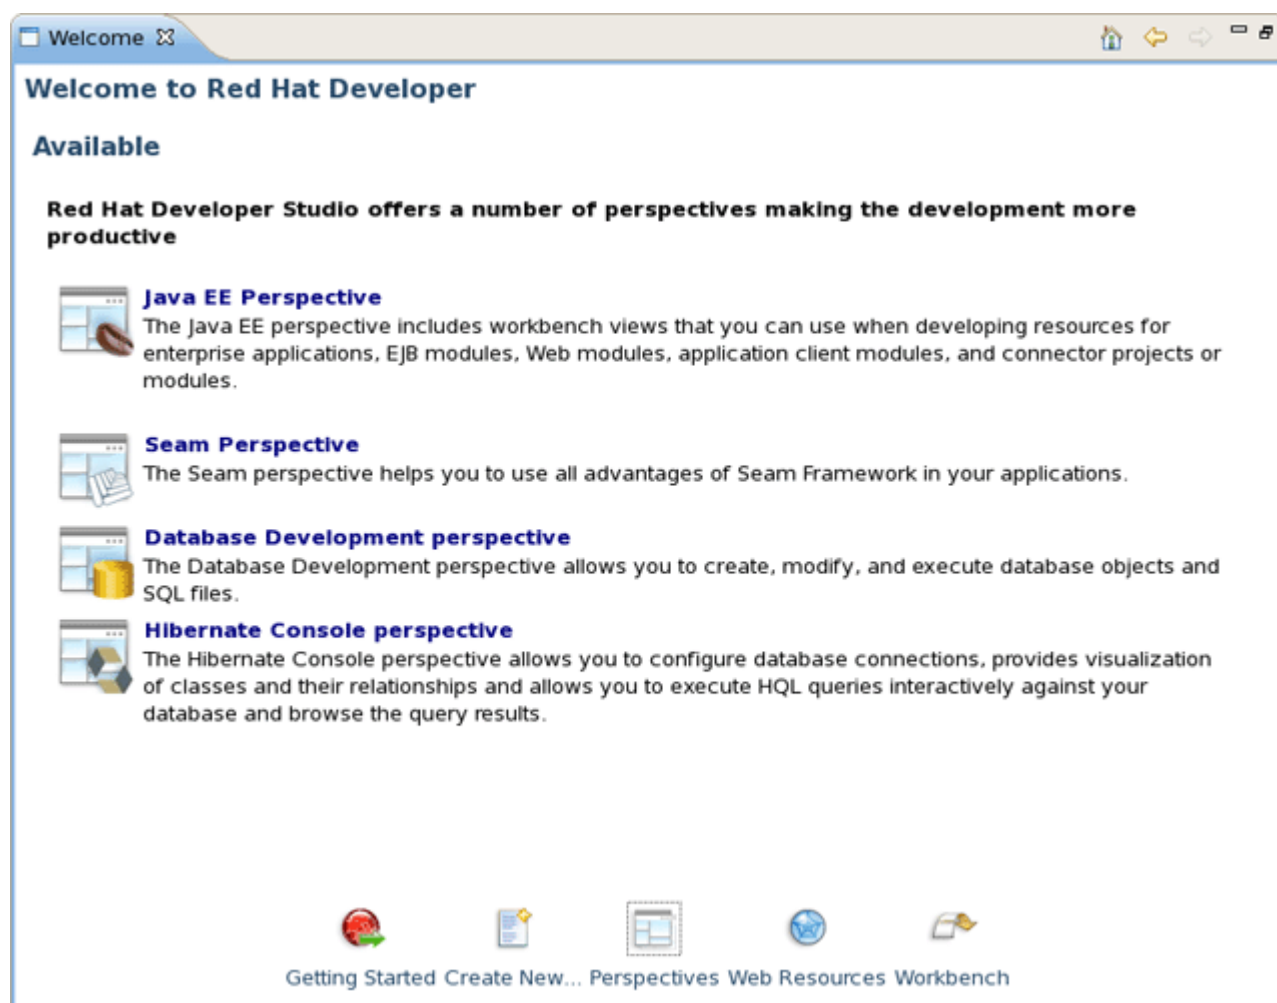 Welcome
Welcome to Red Hat Developer
Available
Red Hat Developer Studio offers a number of perspectives making the development more
productive
Java EE Perspective
The Java EE perspective includes workbench views that you can use when developing resources for
enterprise applications, EJB modules, Web modules, application client modules, and connector projects or
modules.
Seam Perspective
The Seam perspective helps you to use all advantages of Seam Framework in your applications.
Database Development perspective
The Database Development perspective allows you to create, modify, and execute database objects and
SQL files.
Hibernate Console perspective
The Hibernate Console perspective allows you to configure database connections, provides visualization
of classes and their relationships and allows you to execute HQL queries interactively against your
database and browse the query results.
Getting Started Create New... Perspectives Web Resources Workbench